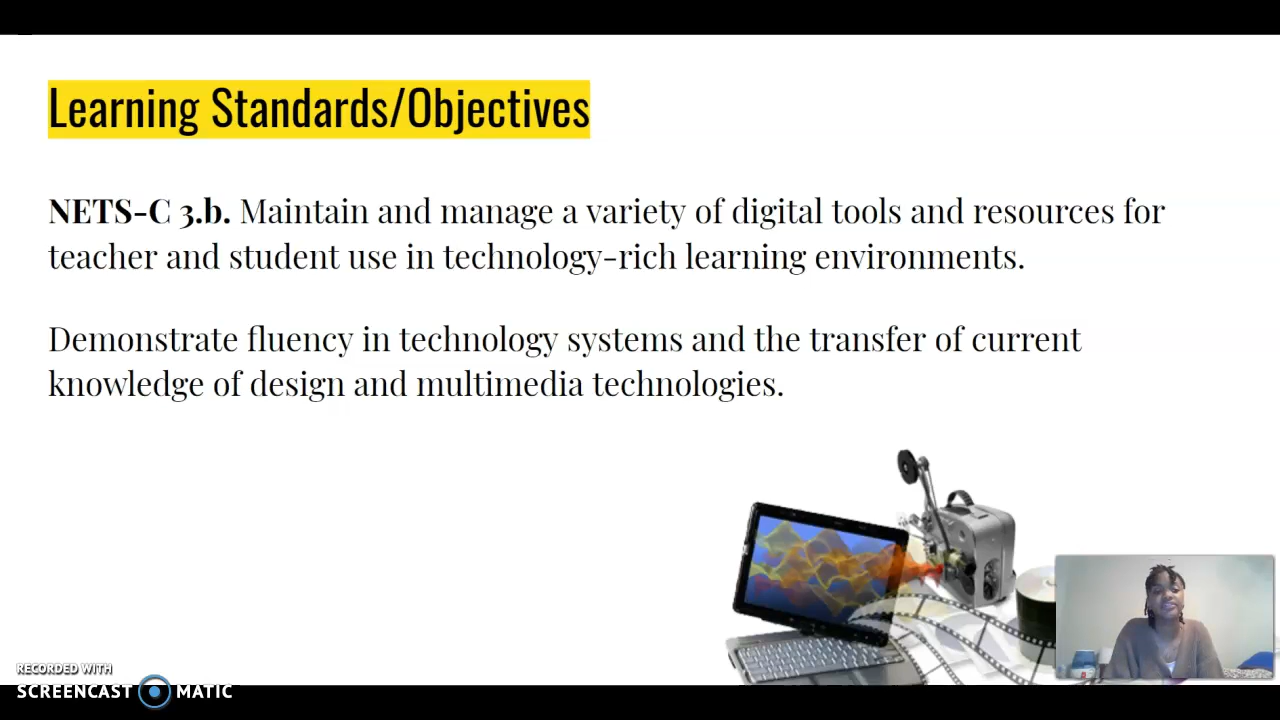 Learning Standards/Objectives
NETS-C 3.b. Maintain and manage a variety of digital tools and resources for
teacher and student use in technology-rich learning environments.
Demonstrate fluency in technology systems and the transfer of current
knowledge of design and multimedia technologies.
RECORDED WITH
SCREENCAST MATIC